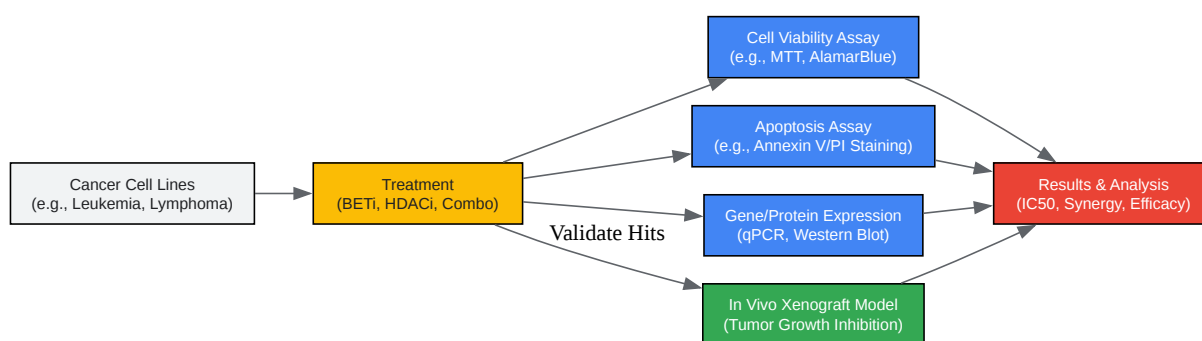 Cell Viability Assay
(e.g., MTT, AlamarBlue)
Apoptosis Assay
(e.g., Annexin V/PI Staining)
Cancer Cell Lines
(e.g., Leukemia, Lymphoma)
Treatment
(BETi, HDACi, Combo)
Results & Analysis
(IC50, Synergy, Efficacy)
Gene/Protein Expression
(qPCR, Western Blot)
Validate Hits
In Vivo Xenograft Model
(Tumor Growth Inhibition)